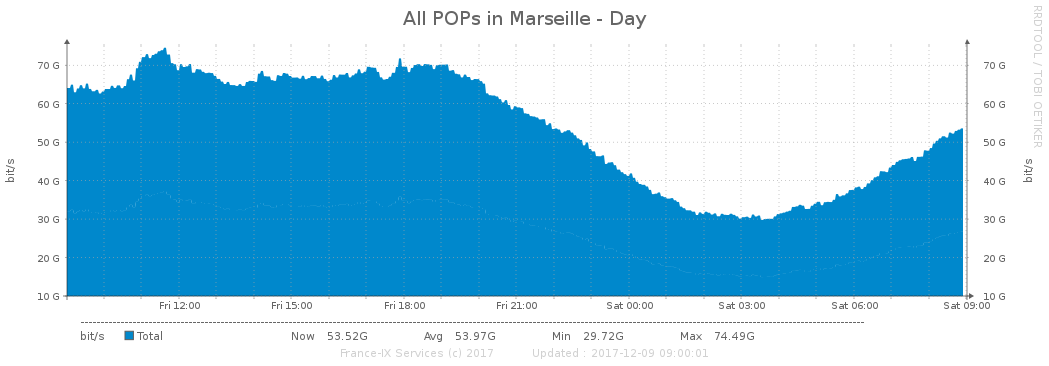 All POPs in Marseille - Day
RRDTOOL / TOBI OETIKER
bit/s
70 G 70 G
60 G 60 G
50 G 50 G
40 G 40 G
30 G 30 G
20 G 20 G
10 G 10 G
bit/s
Fri 12:00 Fri 15:00 Fri 18:00 Fri 21:00 Sat 00:00 Sat 03:00 Sat 06:00 Sat 09:00
bit/s Total Now 53.52G Avg 53.97G Min 29.72G Max 74.49G
France-IX Services (c) 2017 Updated : 2017-12-09 09:00:01